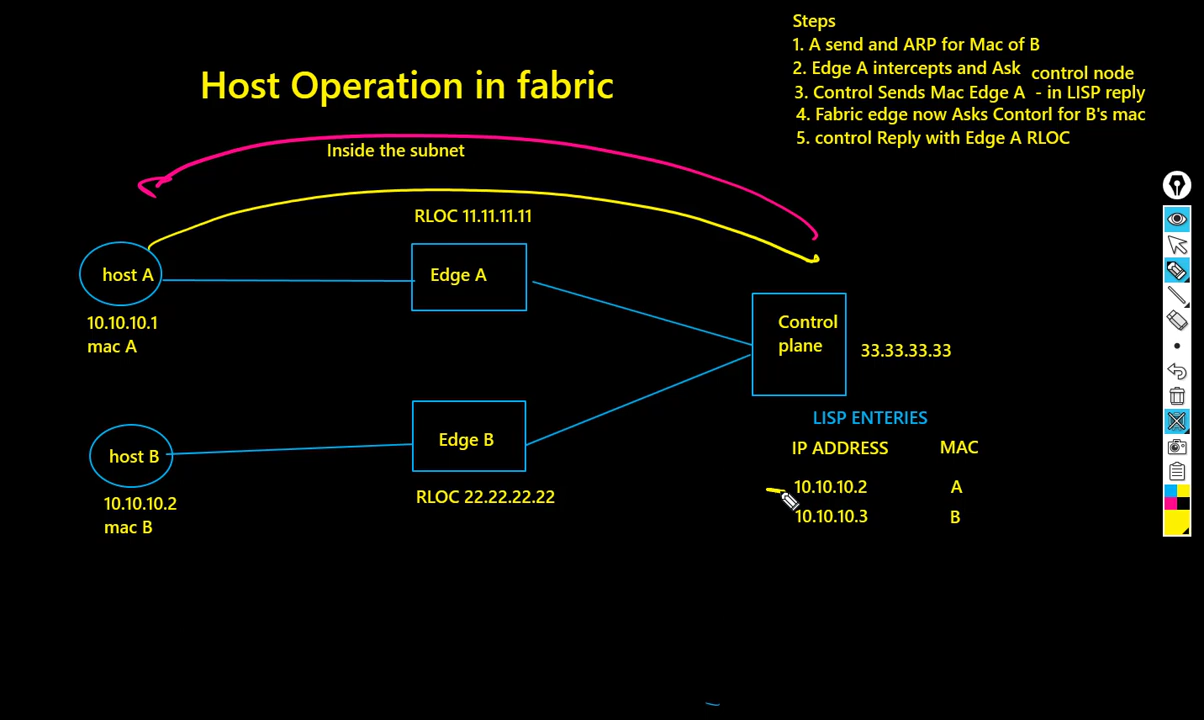 Steps
1. A send and ARP for Mac of B
2. Edge A intercepts and Ask control node
3. Control Sends Mac Edge A - in LISP reply
4. Fabric edge now Asks Contorl for B's mac
5. control Reply with Edge A RLOC
Host Operation in fabric
Inside the subnet
RLOC 11.11.11.11
host A
Edge A
10.10.10.1
mac A
Control
plane
33.33.33.33
host B
Edge B
10.10.10.2
mac B
RLOC 22.22.22.22
LISP ENTERIES
IP ADDRESS MAC
10.10.10.2 A
10.10.10.3 B